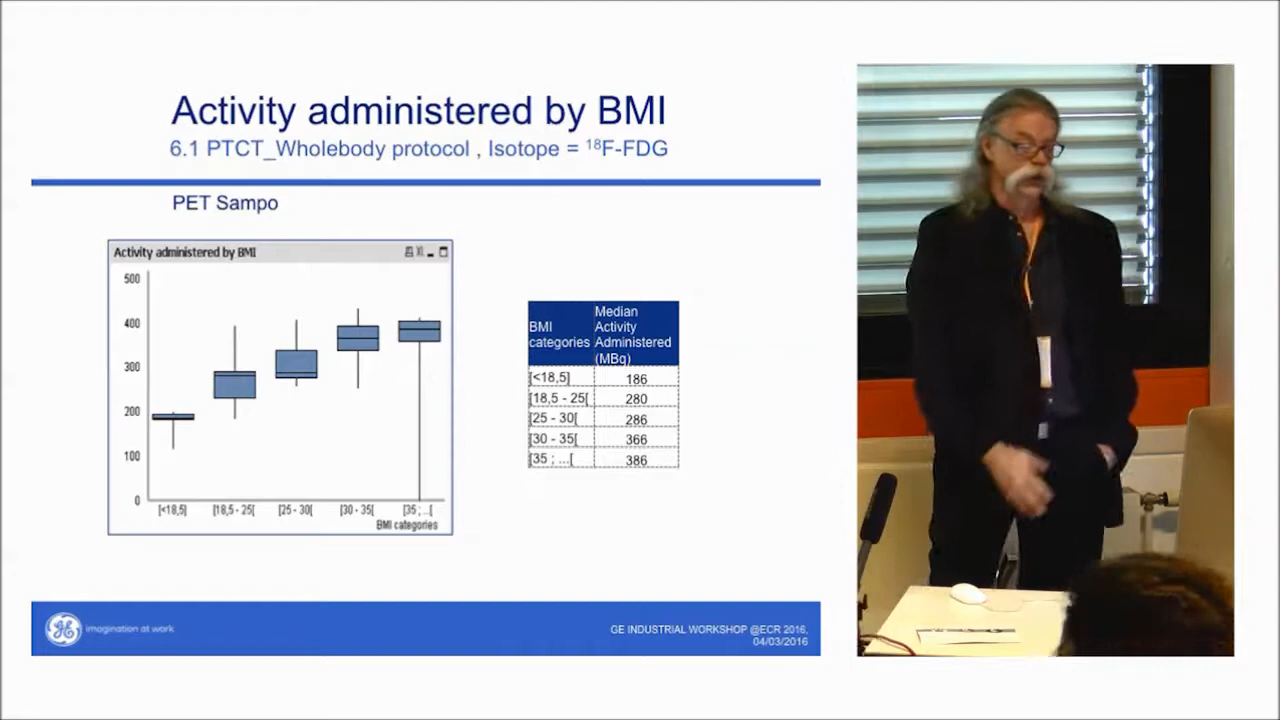 Activity administered by BMI
6.1 PTCT_Wholebody protocol , Isotope = 18F-FDG
PET Sampo
Activity administered by BMI
500
400
300
200
100
0
[<18,5] [18,5 - 25[ [25 - 30[ [30 - 35[ [35 ; ...[
BMI categories
BMI categories Median Activity Administered (MBq)
[<18,5] 186
[18,5 - 25[ 280
[25 - 30[ 286
[30 - 35[ 366
[35 ; ...[ 386
GE imagination at work
GE INDUSTRIAL WORKSHOP @ECR 2016,
04/03/2016